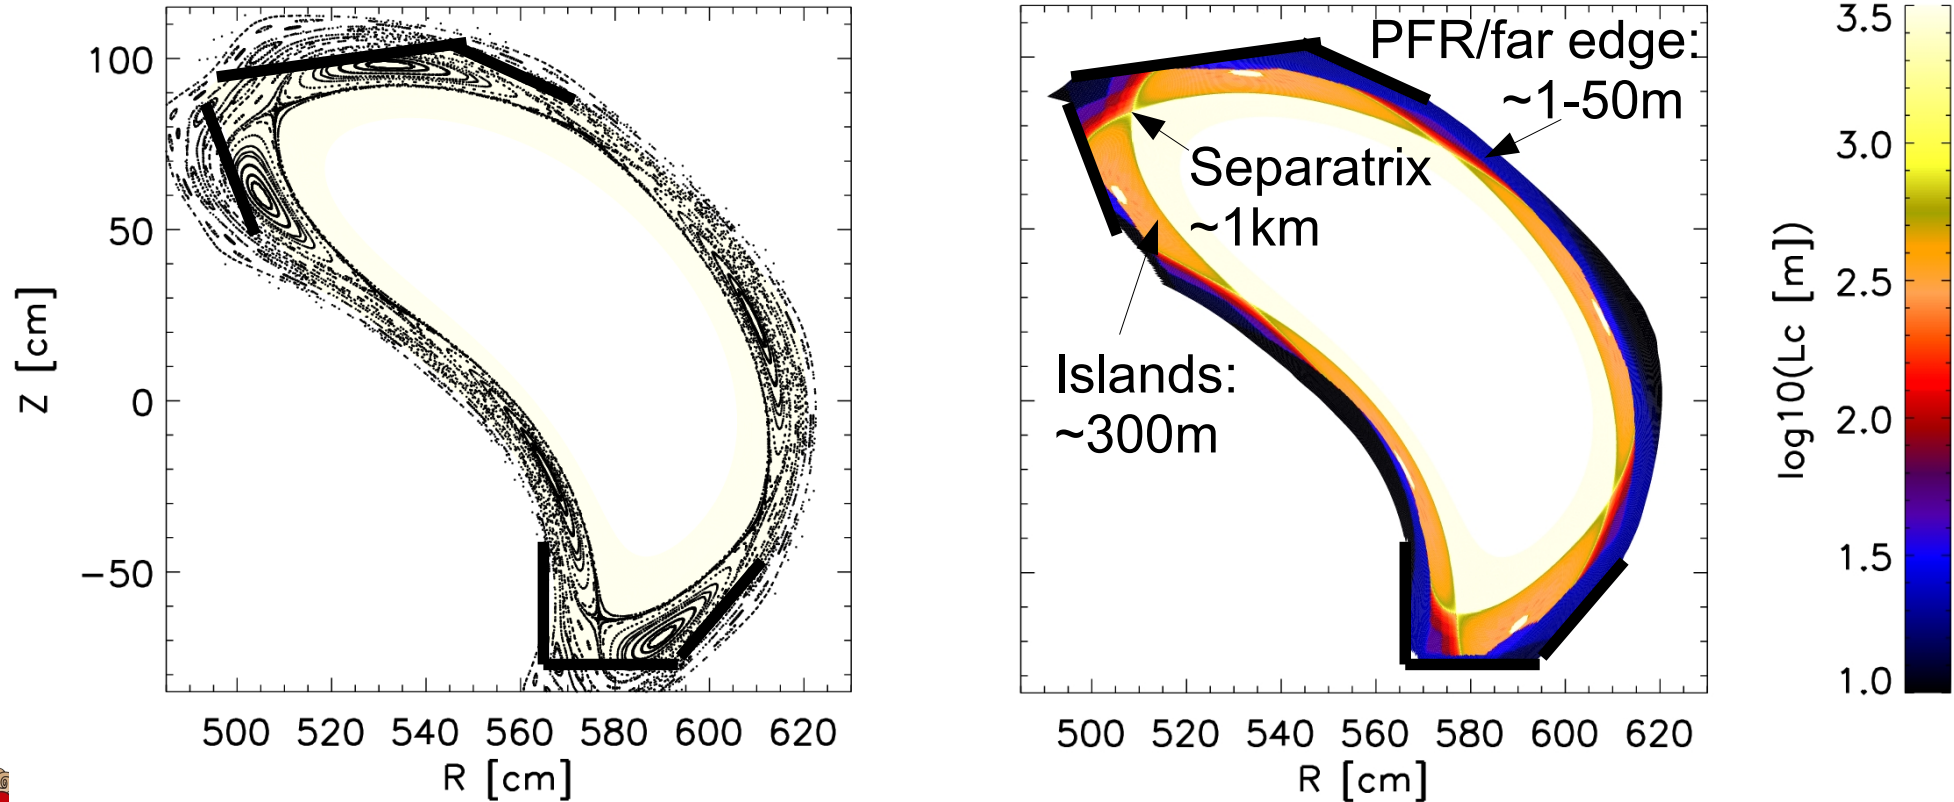 100
50
0
−50
Z [cm]
500 520 540 560 580 600 620
R [cm]
PFR/far edge:
~1-50m
Separatrix
~1km
Islands:
~300m
500 520 540 560 580 600 620
R [cm]
3.5
3.0
2.5
2.0
1.5
1.0
log10(Lc [m])